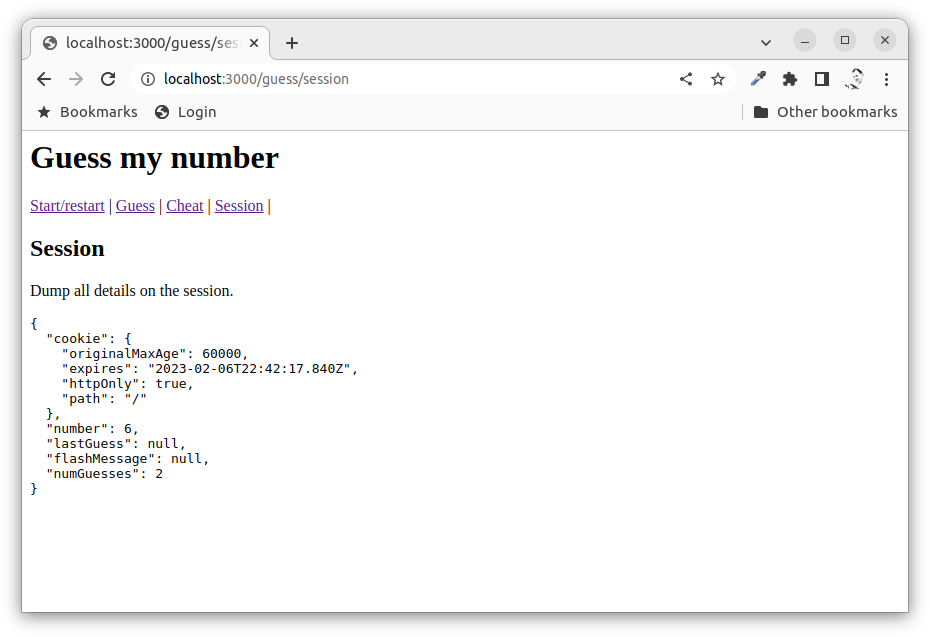 localhost:3000/guess/ses
localhost:3000/guess/session
Bookmarks Login Other bookmarks
Guess my number
Start/restart | Guess | Cheat | Session |
Session
Dump all details on the session.
{
  "cookie": {
    "originalMaxAge": 60000,
    "expires": "2023-02-06T22:42:17.840Z",
    "httpOnly": true,
    "path": "/"
  },
  "number": 6,
  "lastGuess": null,
  "flashMessage": null,
  "numGuesses": 2
}